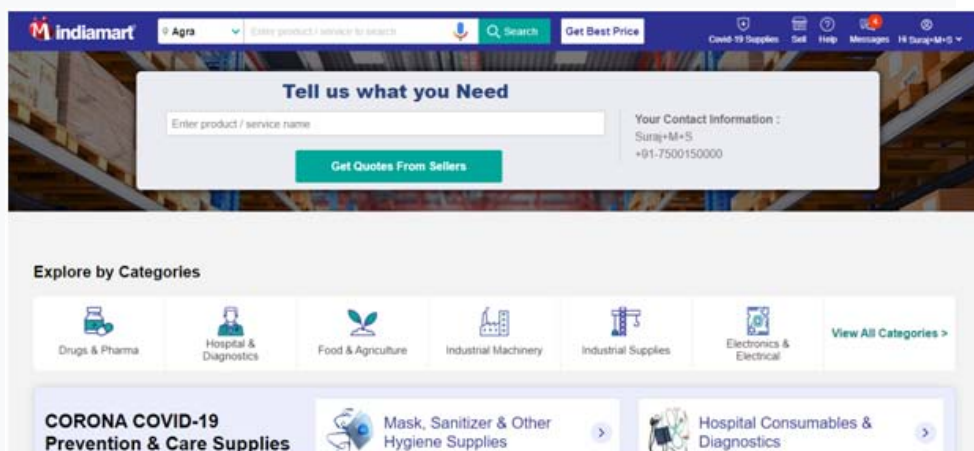 indiamart
Agra
Enter product / service to search
Search
Get Best Price
4
Covid-19 Supplies
Sell
Help
Messages
Hi Suraj+M+S
Tell us what you Need
Enter product / service name
Get Quotes From Sellers
Your Contact Information :
Suraj+M+S
+91-7500150000
Explore by Categories
Drugs & Pharma
Hospital &
Diagnostics
Food & Agriculture
Industrial Machinery
Industrial Supplies
Electronics &
Electrical
View All Categories >
CORONA COVID-19
Prevention & Care Supplies
Mask, Sanitizer & Other
Hygiene Supplies
Hospital Consumables &
Diagnostics